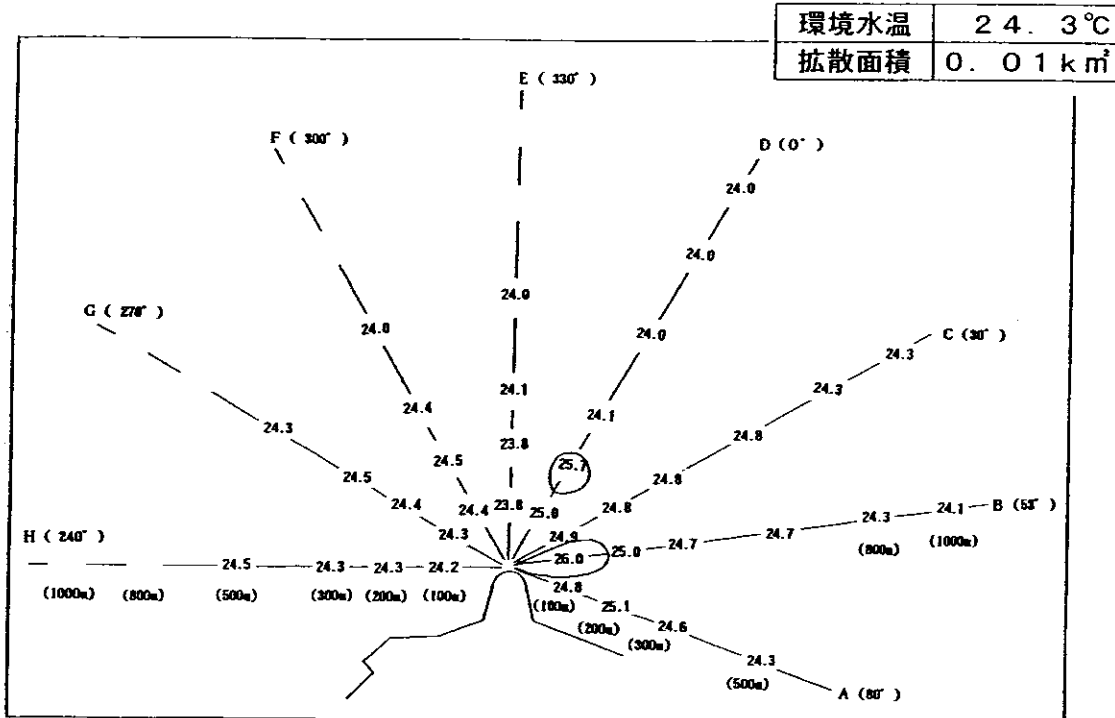 環境水温 24. 3℃
拡散面積 0. 01k㎡
E ( 330° )
F ( 300° )
D (0° )
24.0
24.0
24.0
G ( 270° )
24.0
24.0
C (30° )
24.3
24.3
24.1
24.4
24.1
24.3
24.8
23.8
24.5
24.5
25.7
24.8
24.4
23.8
24.4
25.0
24.8
B (53° )
24.3
24.1
H ( 240° )
24.3
24.9
24.7
24.7
25.0
26.0
(800m)
(1000m)
24.5
24.3
24.3
24.2
24.8
(1000m)
(800m)
(500m)
(300m)
(200m)
(100m)
(100m)
25.1
(200m)
24.6
(300m)
24.3
(500m)
A (80° )